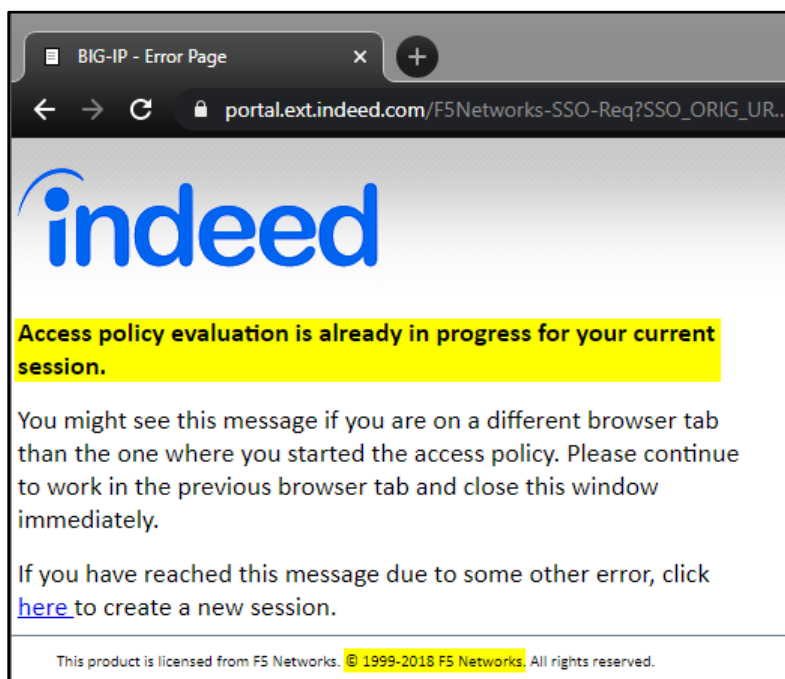 BIG-IP - Error Page
portal.ext.indeed.com/F5Networks-SSO-Req?SSO_ORIG_UR...
indeed
Access policy evaluation is already in progress for your current
session.
You might see this message if you are on a different browser tab
than the one where you started the access policy. Please continue
to work in the previous browser tab and close this window
immediately.
If you have reached this message due to some other error, click
here to create a new session.
This product is licensed from F5 Networks. © 1999-2018 F5 Networks. All rights reserved.